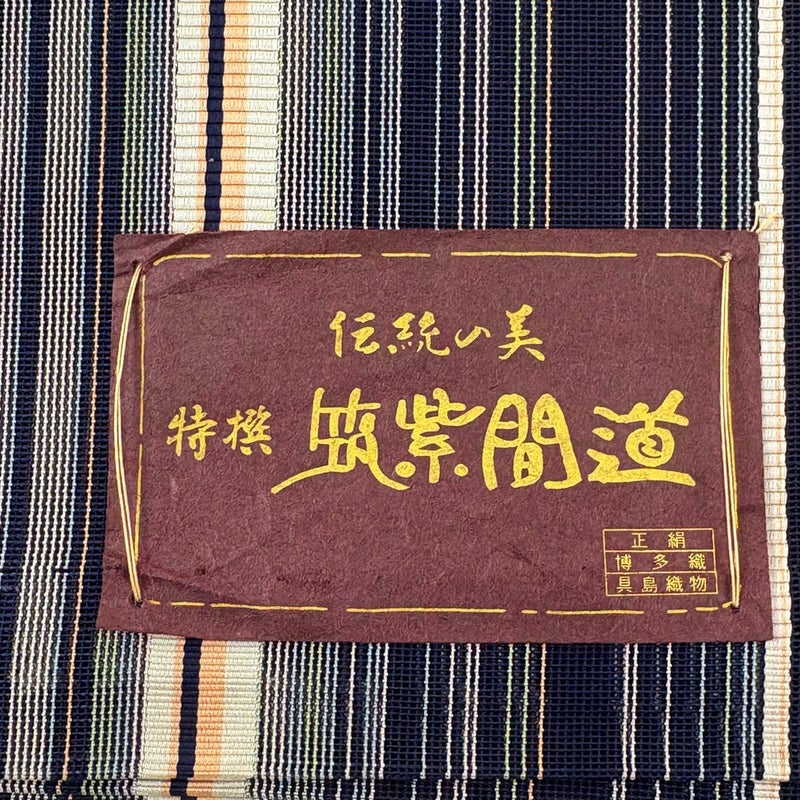 伝統の美
特撰 筑紫間道
正絹
博多織
具島織物